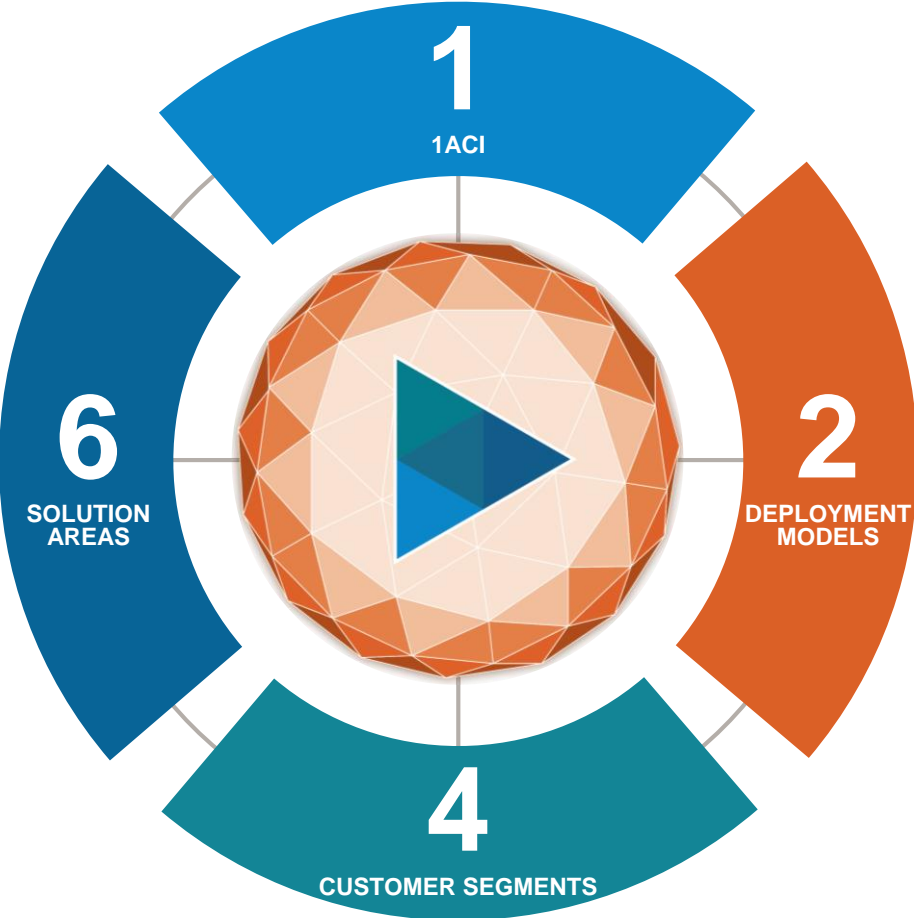 1
1ACI
2
DEPLOYMENT
MODELS
4
CUSTOMER SEGMENTS
6
SOLUTION
AREAS